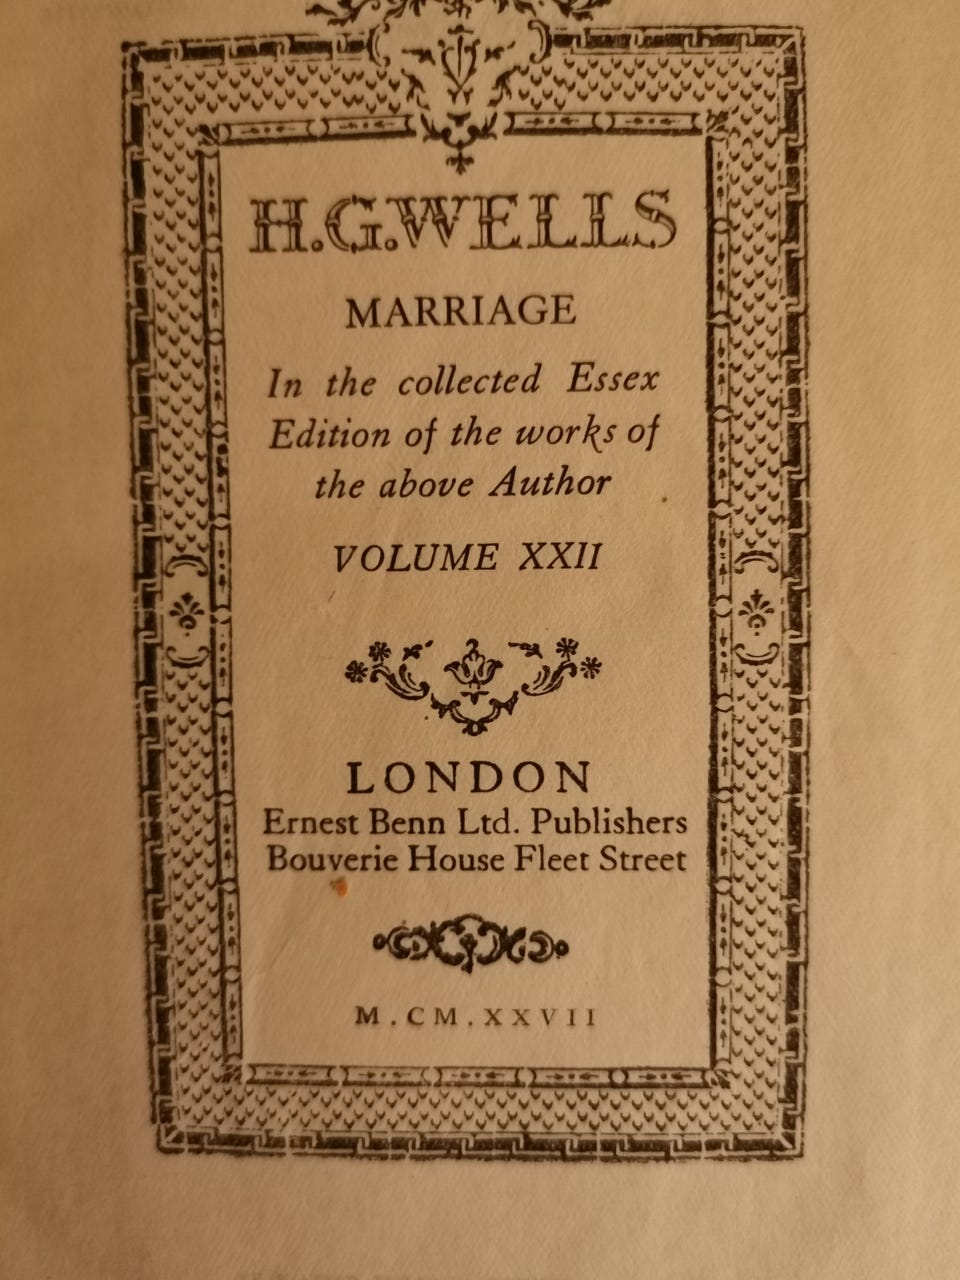 H.G.WELLS
MARRIAGE
In the collected Essex
Edition of the works of
the above Author
VOLUME XXII
LONDON
Ernest Benn Ltd. Publishers
Bouverie House Fleet Street
M.CM.XXVII